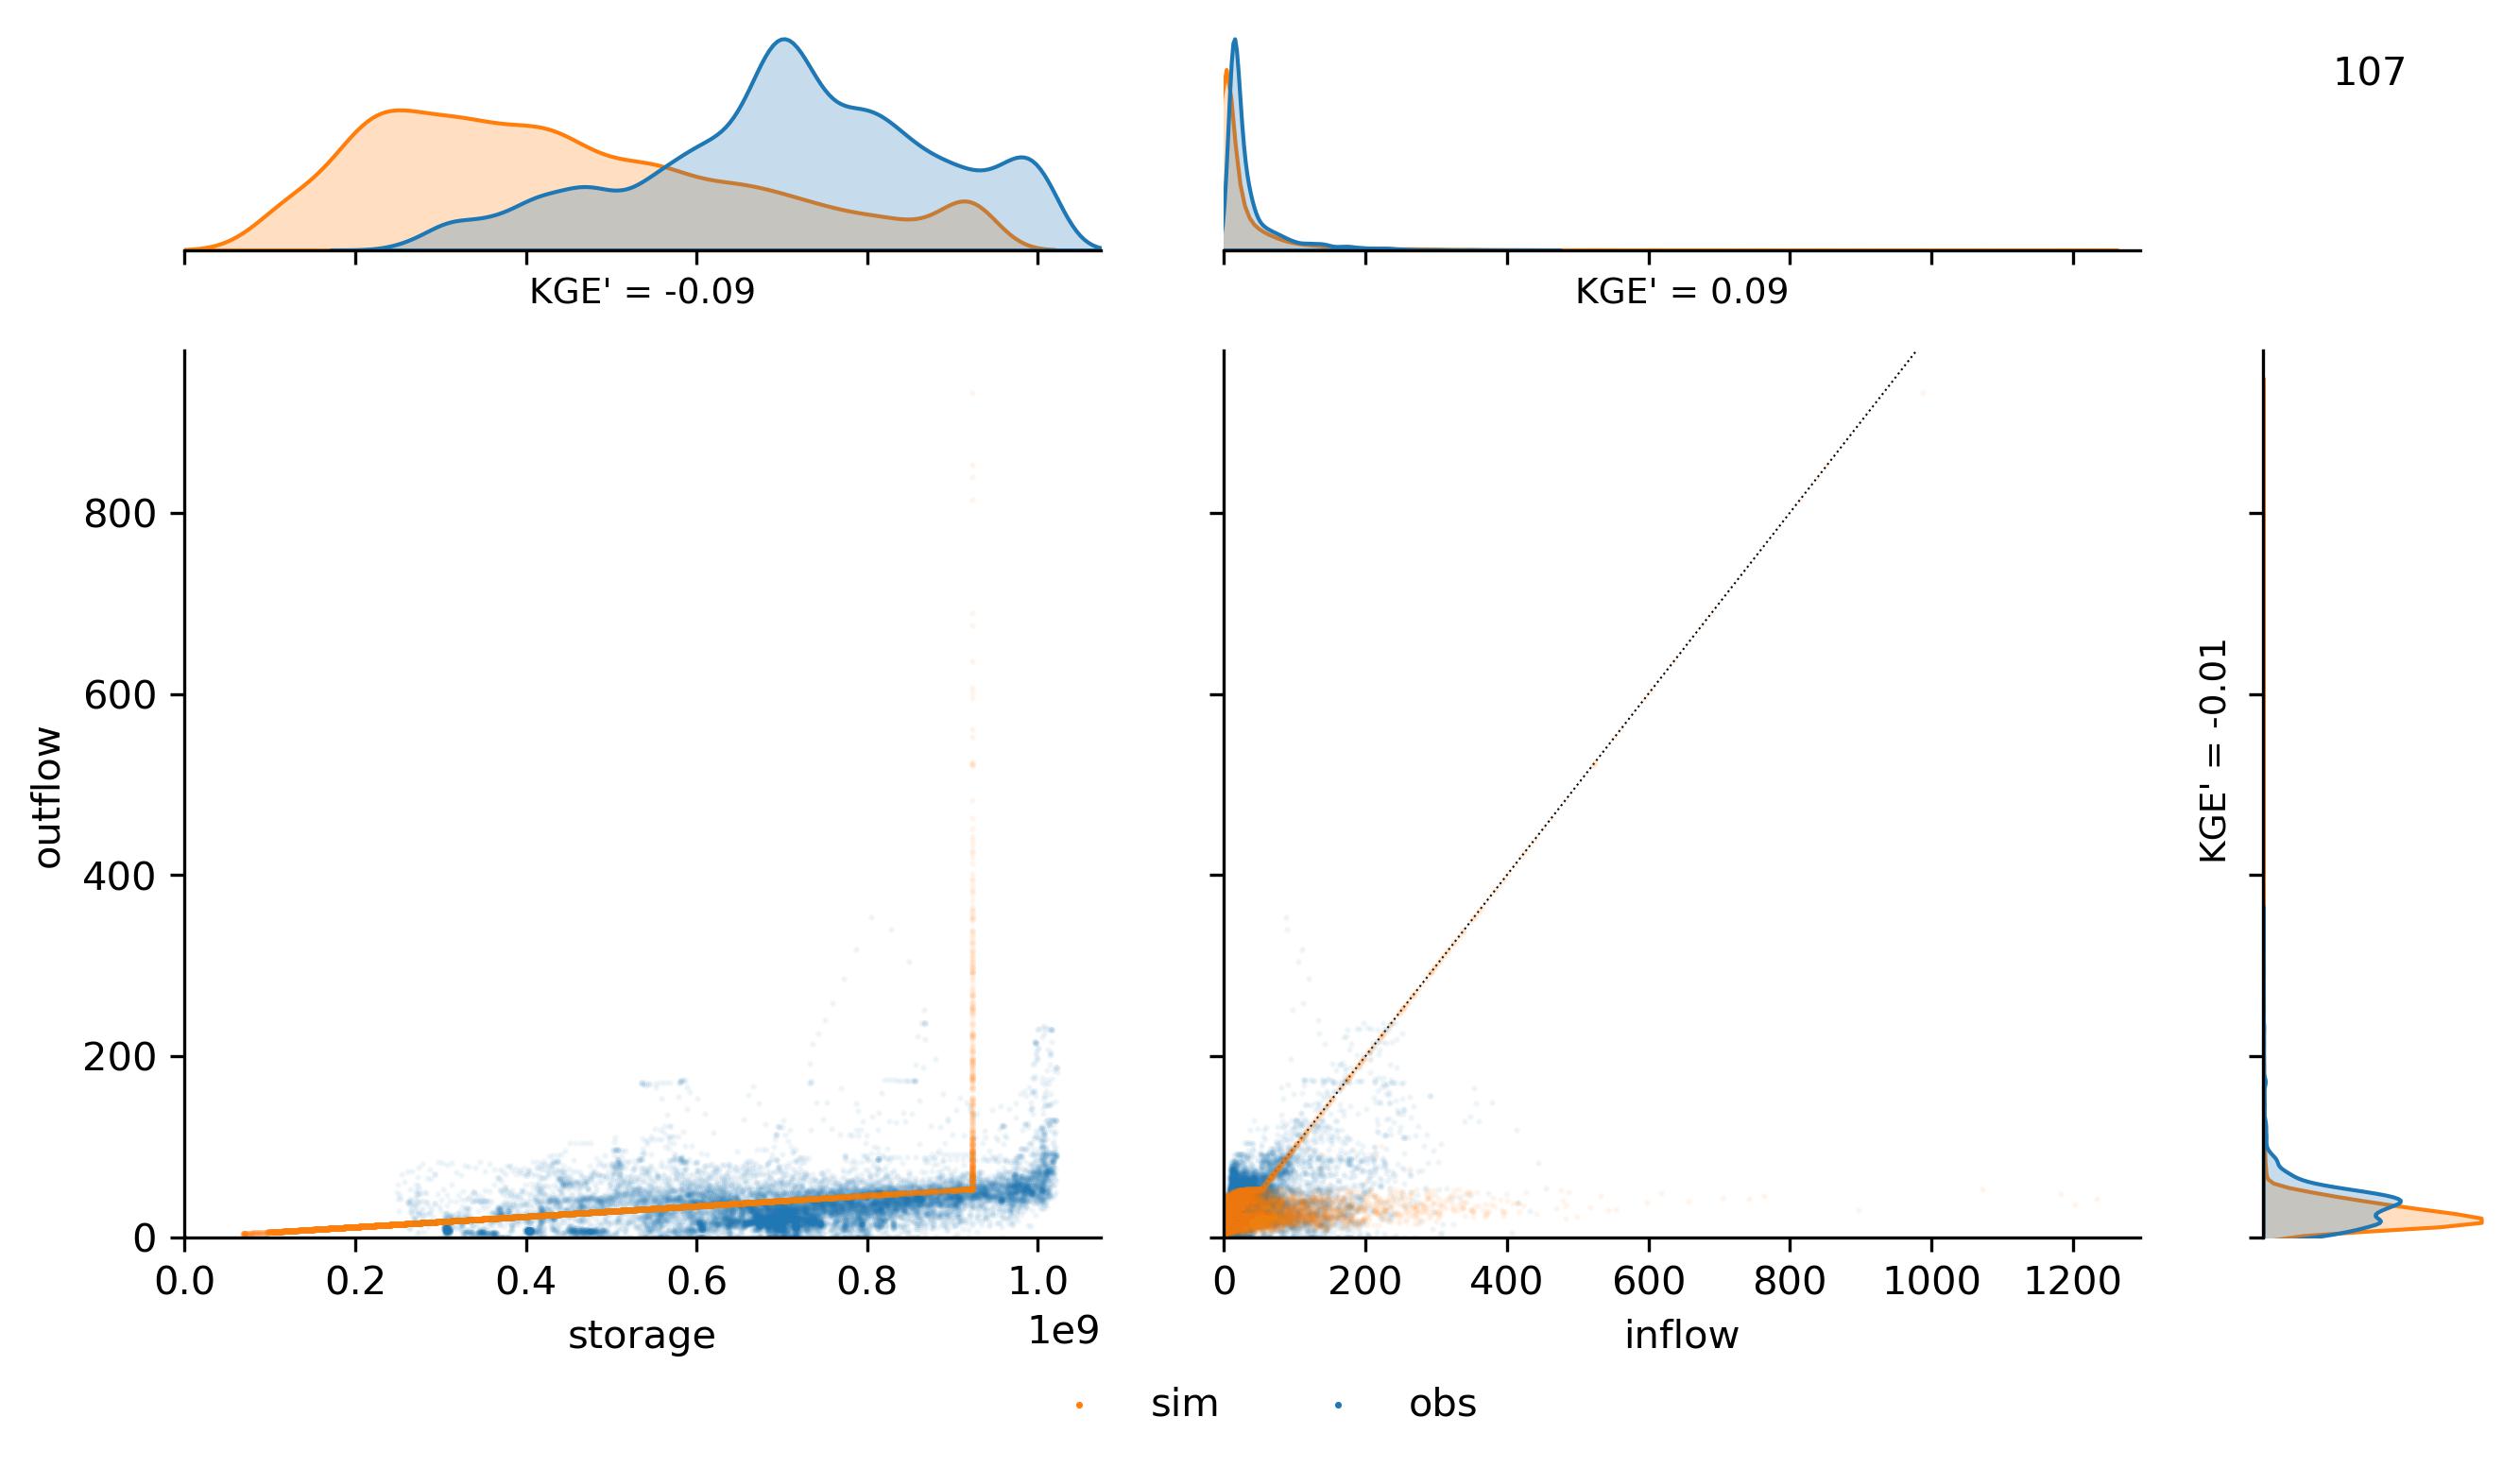 107
KGE' = -0.09
KGE' = 0.09
outflow
800
600
400
200
0
KGE' = -0.01
0.0 0.2 0.4 0.6 0.8 1.0
1e9
storage
0 200 400 600 800 1000 1200
inflow
sim obs